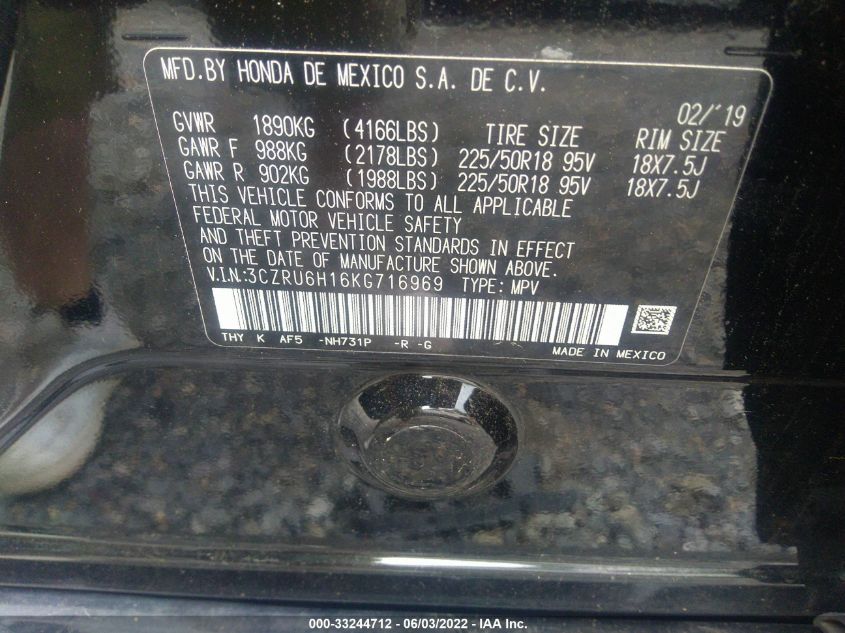 MFD.BY HONDA DE MEXICO S.A. DE C.V.
02/'19
GVWR 1890KG (4166LBS) TIRE SIZE RIM SIZE
GAWR F 988KG (2178LBS) 225/50R18 95V 18X7.5J
GAWR R 902KG (1988LBS) 225/50R18 95V 18X7.5J
THIS VEHICLE CONFORMS TO ALL APPLICABLE
FEDERAL MOTOR VEHICLE SAFETY
AND THEFT PREVENTION STANDARDS IN EFFECT
ON THE DATE OF MANUFACTURE SHOWN ABOVE.
V.I.N:3CZRU6H16KG716969 TYPE: MPV
THY K AF5 -NH731P -R -G MADE IN MEXICO
000-33244712 - 06/03/2022 - IAA Inc.